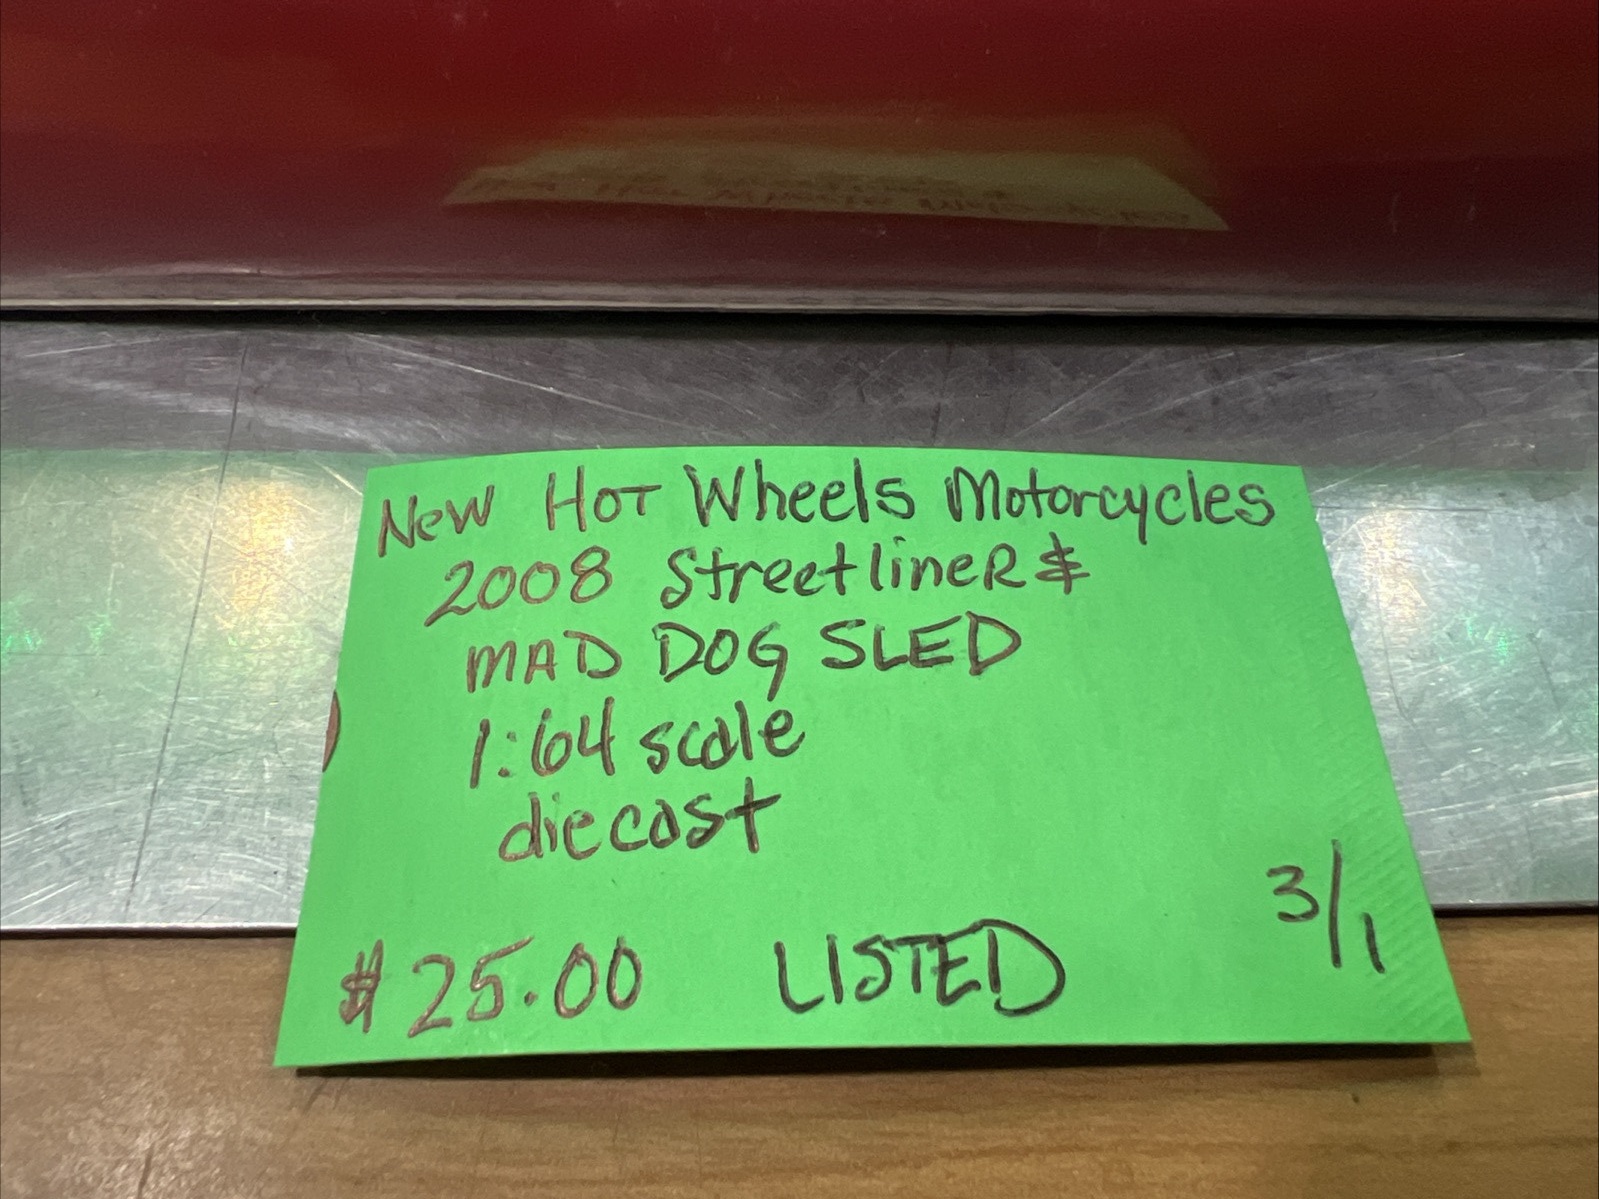 New Hot Wheels Motorcycles
2008 StreetlineR &
MAD DOG SLED
1:64 scale
diecast
3/1
$25.00 LISTED